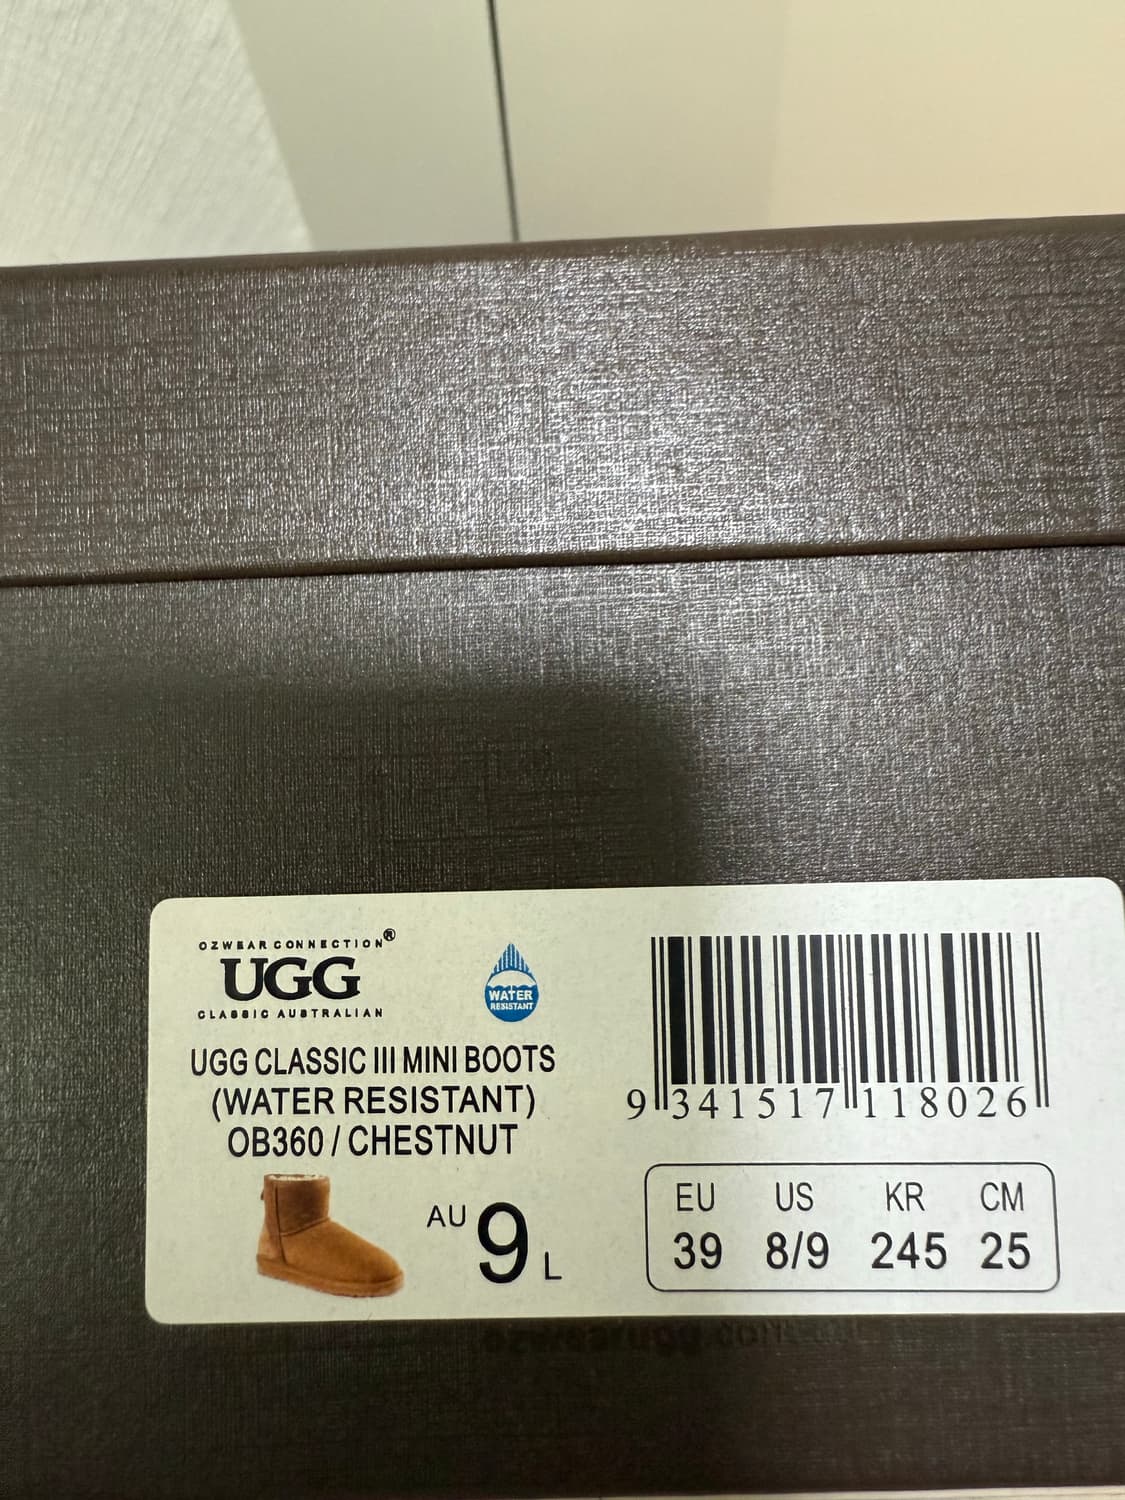 OZWEAR CONNECTION®
UGG
CLASSIC AUSTRALIAN
WATER
RESISTANT
UGG CLASSIC III MINI BOOTS
(WATER RESISTANT)
OB360 / CHESTNUT
AU 9 L
9 341517 118026
EU US KR CM
39 8/9 245 25